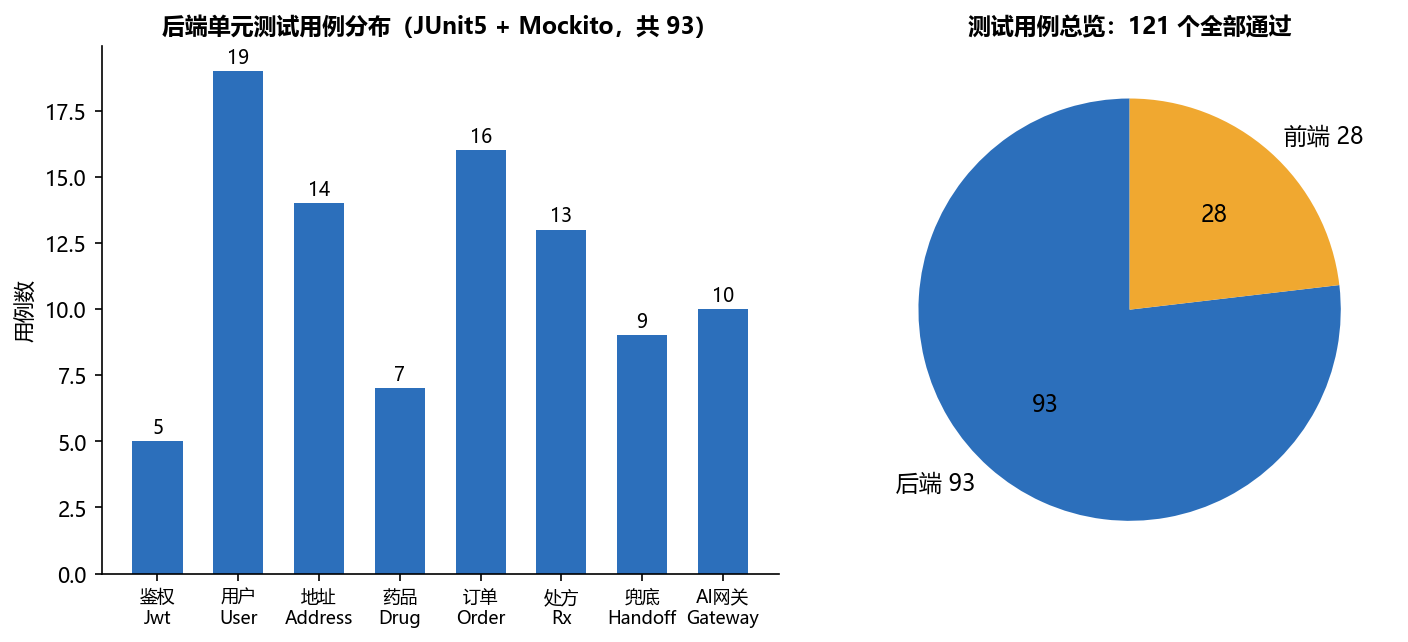 后端单元测试用例分布（JUnit5 + Mockito，共 93）
用例数
17.5
15.0
12.5
10.0
7.5
5.0
2.5
0.0
5
19
14
7
16
13
9
10
鉴权
Jwt
用户
User
地址
Address
药品
Drug
订单
Order
处方
Rx
兜底
Handoff
AI网关
Gateway
测试用例总览：121 个全部通过
前端 28
28
93
后端 93